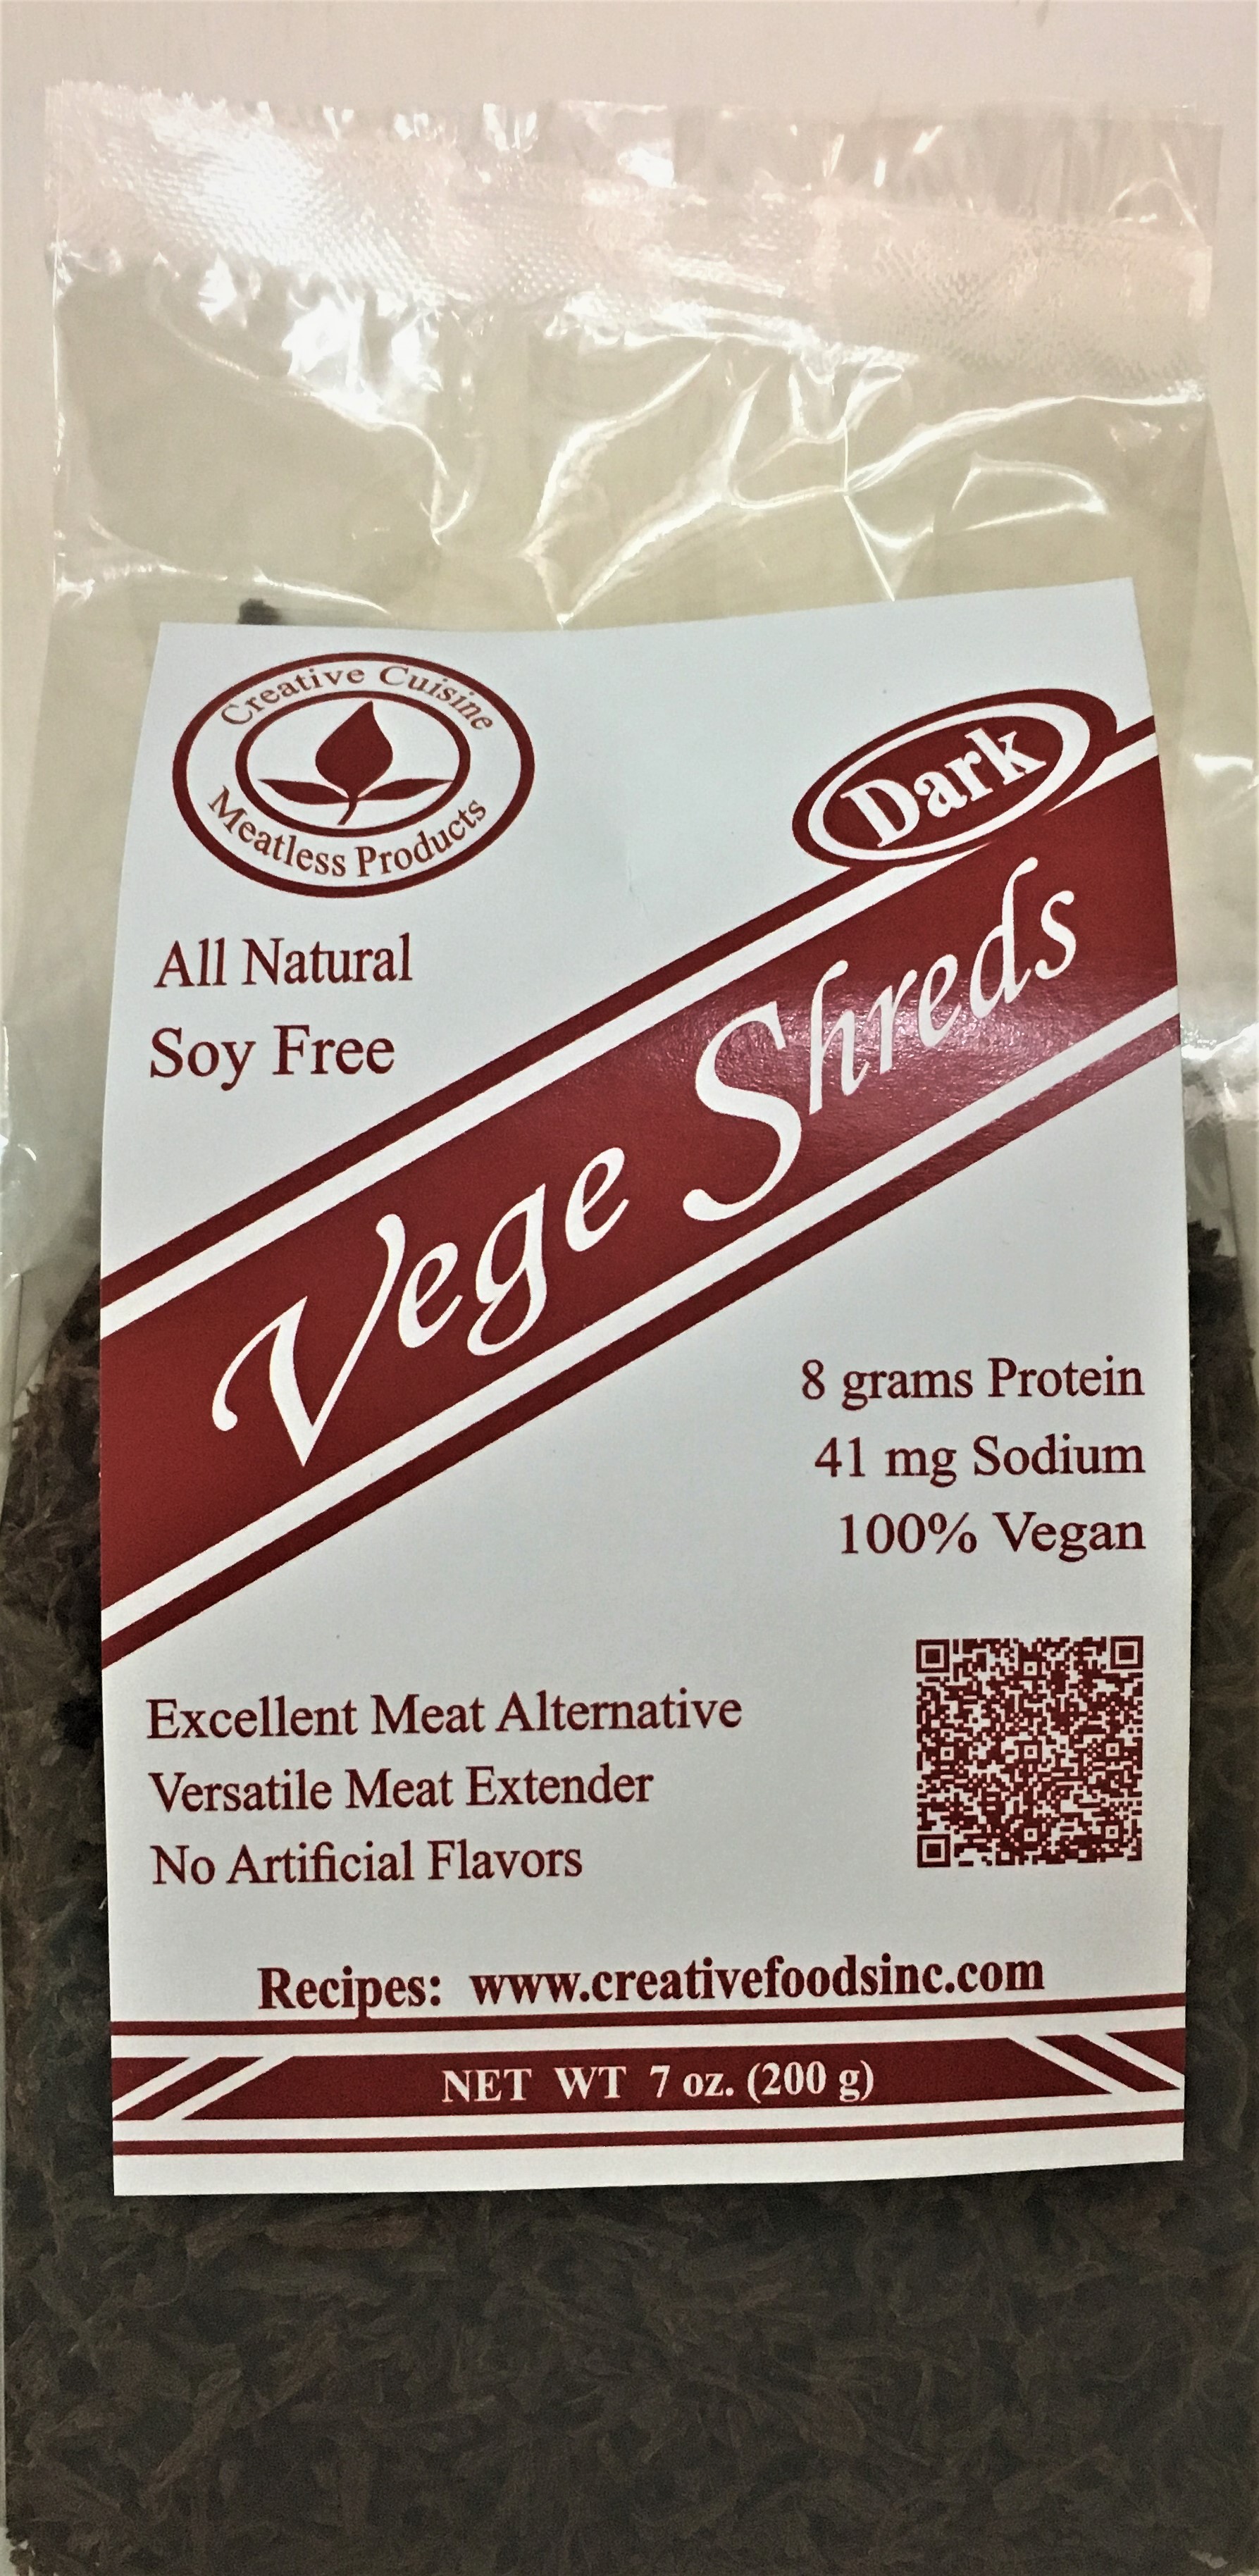 Creative Cuisine
Meatless Products
Dark
All Natural
Soy Free
Vege Shreds
8 grams Protein
41 mg Sodium
100% Vegan
Excellent Meat Alternative
Versatile Meat Extender
No Artificial Flavors
Recipes: www.creativefoodsinc.com
NET WT 7 oz. (200 g)